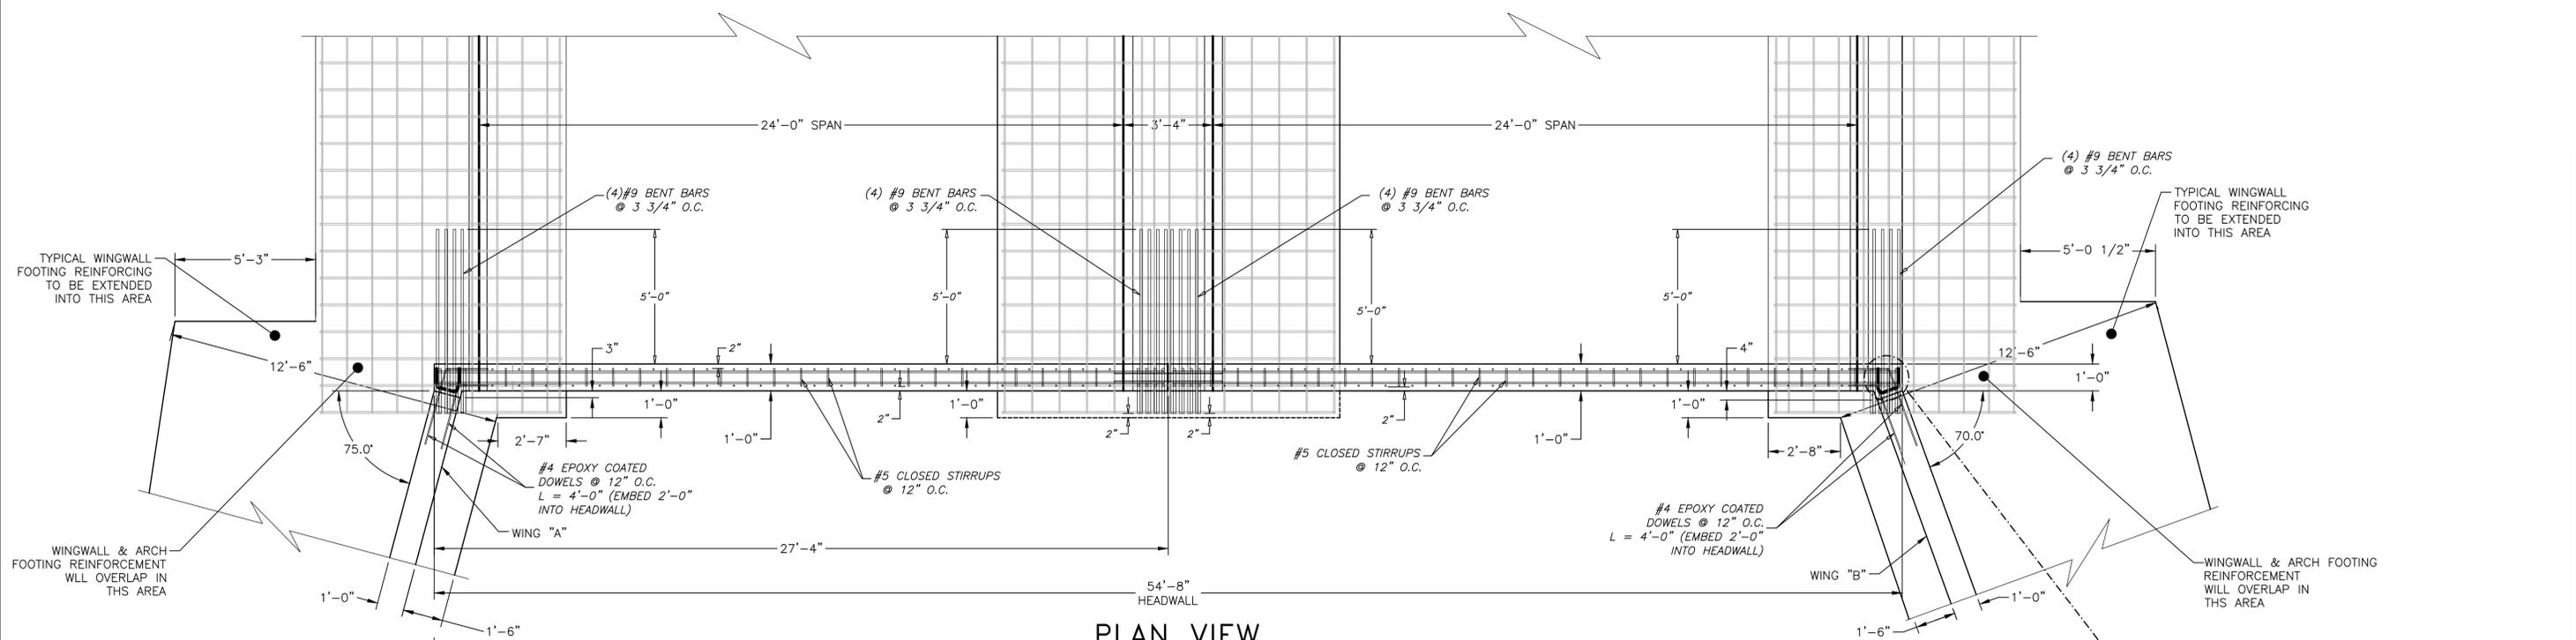 24'-0" SPAN
3'-4"
24'-0" SPAN
(4) #9 BENT BARS
@ 3 3/4" O.C.
(4)#9 BENT BARS
@ 3 3/4" O.C.
(4) #9 BENT BARS
@ 3 3/4" O.C.
(4) #9 BENT BARS
@ 3 3/4" O.C.
TYPICAL WINGWALL
FOOTING REINFORCING
TO BE EXTENDED
INTO THIS AREA
TYPICAL WINGWALL
FOOTING REINFORCING
TO BE EXTENDED
INTO THIS AREA
5'-3"
5'-0 1/2"
5'-0"
5'-0"
5'-0"
5'-0"
12'-6"
3"
2"
4"
12'-6"
1'-0"
1'-0"
2"
1'-0"
2"
1'-0"
1'-0"
2"
2"
1'-0"
75.0°
2'-7"
2'-8"
70.0°
#4 EPOXY COATED
DOWELS @ 12" O.C.
L = 4'-0" (EMBED 2'-0"
INTO HEADWALL)
#5 CLOSED STIRRUPS
@ 12" O.C.
#5 CLOSED STIRRUPS
@ 12" O.C.
#4 EPOXY COATED
DOWELS @ 12" O.C.
L = 4'-0" (EMBED 2'-0"
INTO HEADWALL)
WING "A"
27'-4"
WINGWALL & ARCH
FOOTING REINFORCEMENT
WLL OVERLAP IN
THS AREA
WING "B"
WINGWALL & ARCH FOOTING
REINFORCEMENT
WILL OVERLAP IN
THS AREA
54'-8"
HEADWALL
1'-0"
1'-6"
1'-0"
1'-6"
PLAN VIEW